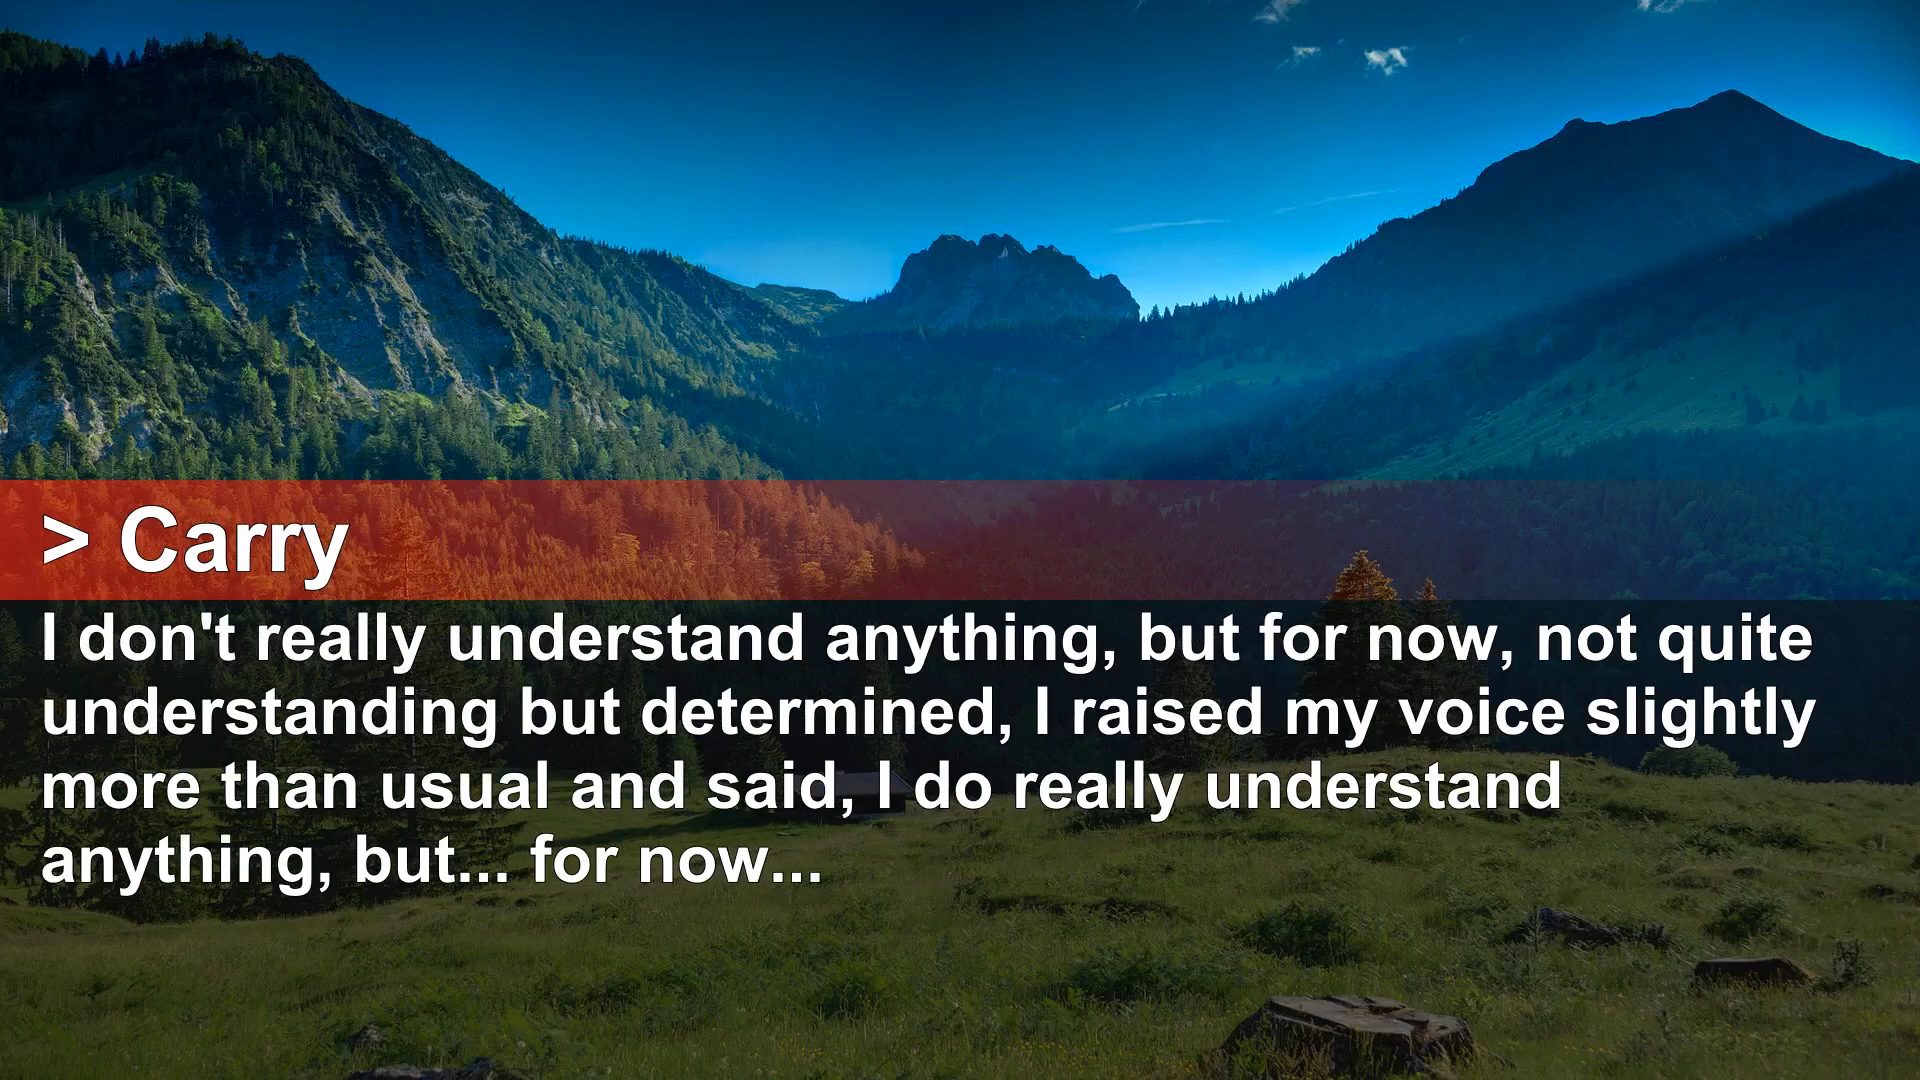 > Carry
I don't really understand anything, but for now, not quite
understanding but determined, I raised my voice slightly
more than usual and said, I do really understand
anything, but... for now...